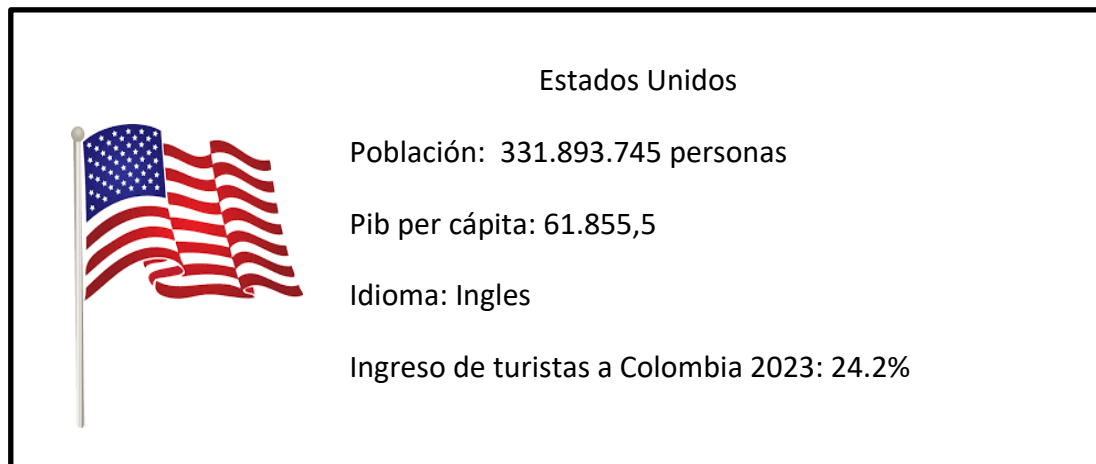 Estados Unidos
Población:  331.893.745 personas
Pib per cápita: 61.855,5
Idioma: Ingles
Ingreso de turistas a Colombia 2023: 24.2%